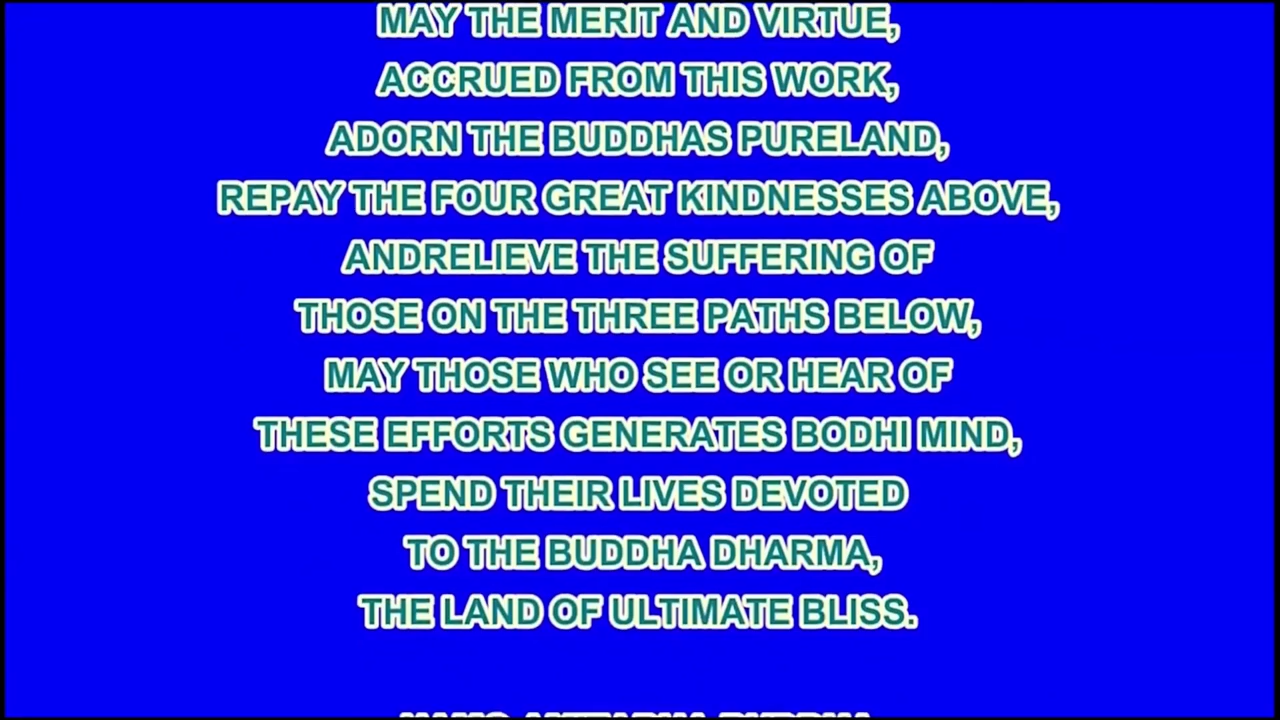 MAY THE MERIT AND VIRTUE,
ACCRUED FROM THIS WORK,
ADORN THE BUDDHAS PURELAND,
REPAY THE FOUR GREAT KINDNESSES ABOVE,
ANDRELIEVE THE SUFFERING OF
THOSE ON THE THREE PATHS BELOW,
MAY THOSE WHO SEE OR HEAR OF
THESE EFFORTS GENERATES BODHI MIND,
SPEND THEIR LIVES DEVOTED
TO THE BUDDHA DHARMA,
THE LAND OF ULTIMATE BLISS.